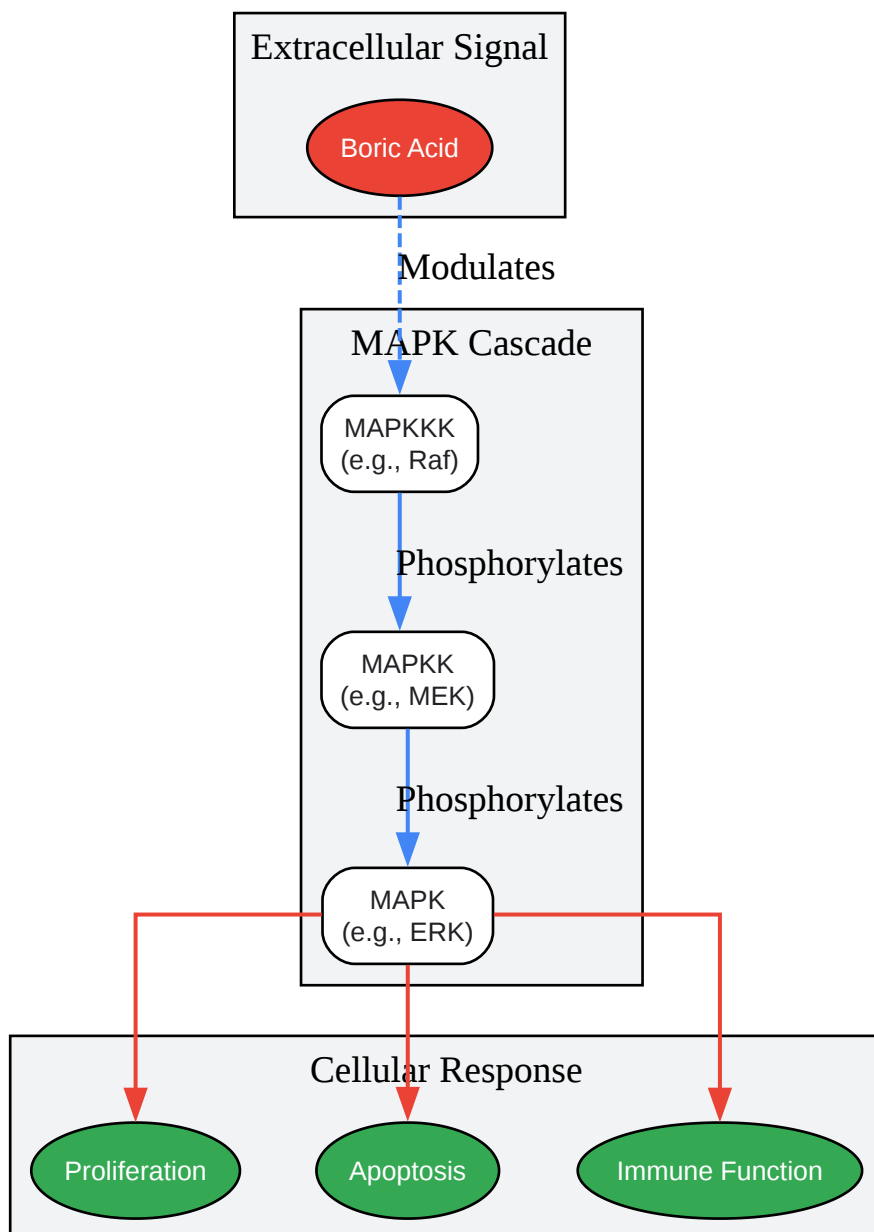 Extracellular Signal
Boric Acid
Modulates
MAPK Cascade
MAPKKK
(e.g., Raf)
Phosphorylates
MAPKK
(e.g., MEK)
Phosphorylates
MAPK
(e.g., ERK)
Cellular Response
Proliferation
Apoptosis
Immune Function